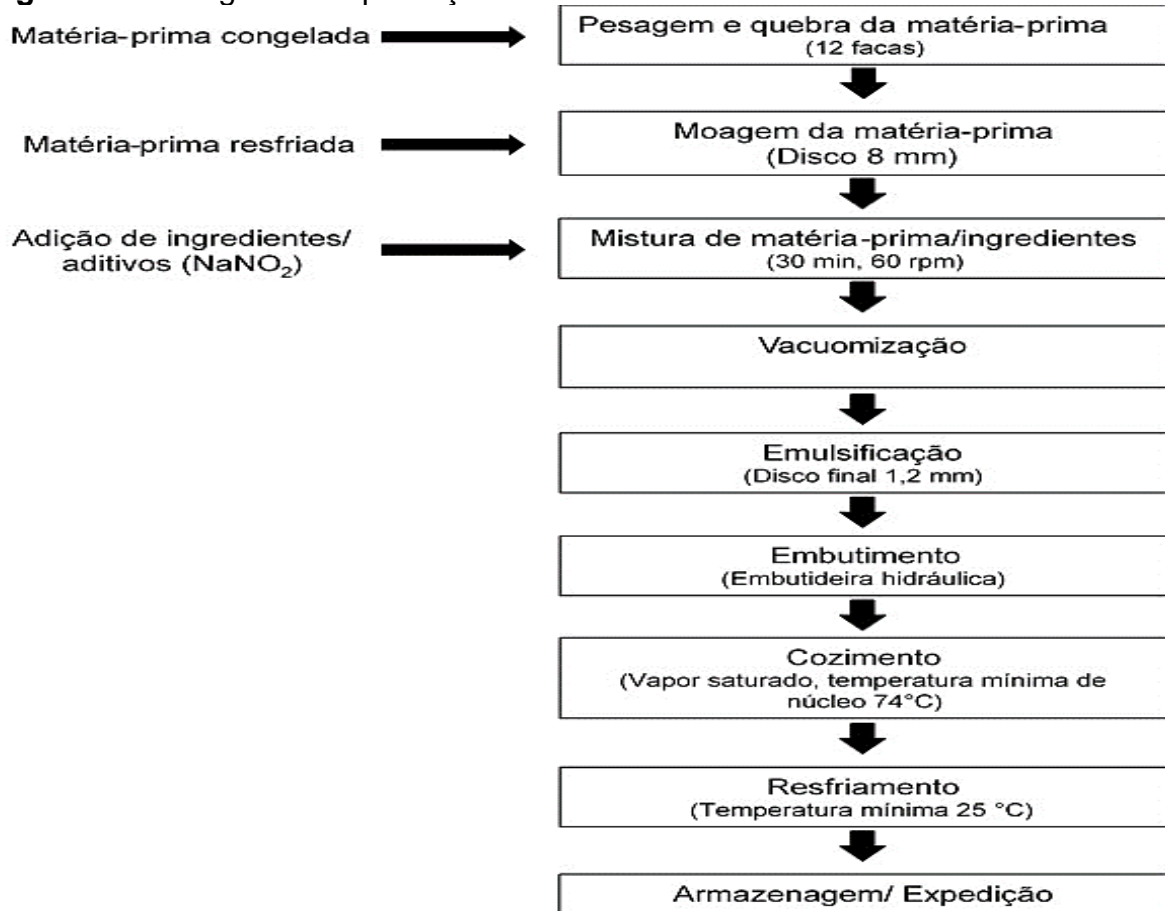 Matéria-prima congelada
Pesagem e quebra da matéria-prima
(12 facas)
Matéria-prima resfriada
Moagem da matéria-prima
(Disco 8 mm)
Adição de ingredientes/
aditivos (NaNO₂)
Mistura de matéria-prima/ingredientes
(30 min, 60 rpm)
Vacuomização
Emulsificação
(Disco final 1,2 mm)
Embutimento
(Embutideira hidráulica)
Cozimento
(Vapor saturado, temperatura mínima de
núcleo 74°C)
Resfriamento
(Temperatura mínima 25 °C)
Armazenagem/ Expedição